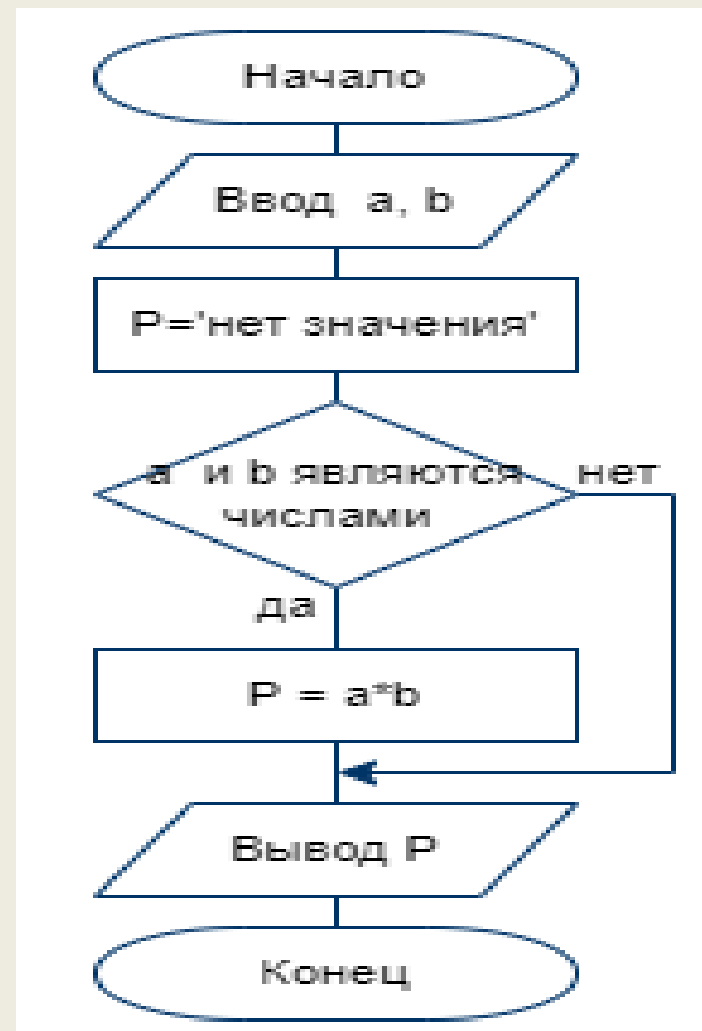 Начало
Ввод a, b
P='нет значения'
a и b являются
числами
нет
да
P = a*b
Вывод P
Конец